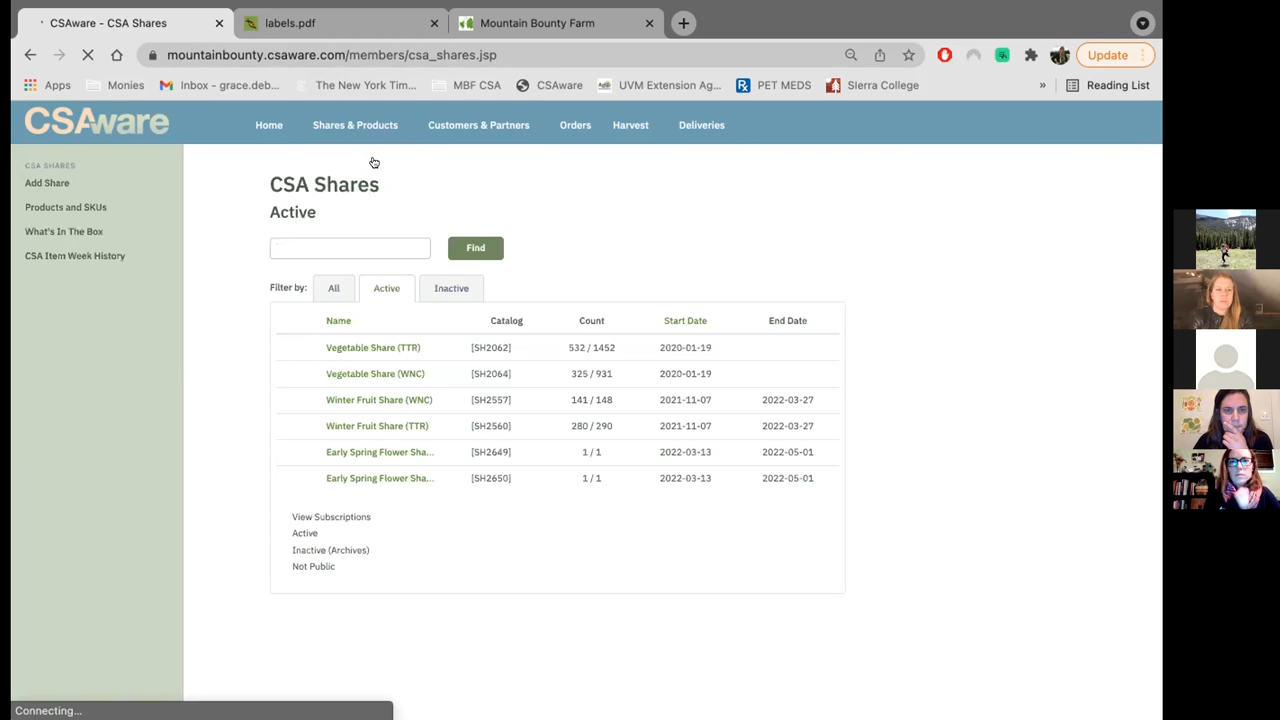 CSAware - CSA Shares
labels.pdf
Mountain Bounty Farm
mountainbounty.csaware.com/members/csa_shares.jsp
Update
Apps Monies Inbox - grace.deb... The New York Tim... MBF CSA CSAware UVM Extension Ag... PET MEDS SIerra College » Reading List
CSAware
Home Shares & Products Customers & Partners Orders Harvest Deliveries
CSA SHARES
Add Share
Products and SKUs
What's In The Box
CSA Item Week History
CSA Shares
Active
Find
Filter by: All Active Inactive
Name Catalog Count Start Date End Date
Vegetable Share (TTR) [SH2062] 532 / 1452 2020-01-19
Vegetable Share (WNC) [SH2064] 325 / 931 2020-01-19
Winter Fruit Share (WNC) [SH2557] 141 / 148 2021-11-07 2022-03-27
Winter Fruit Share (TTR) [SH2560] 280 / 290 2021-11-07 2022-03-27
Early Spring Flower Sha... [SH2649] 1 / 1 2022-03-13 2022-05-01
Early Spring Flower Sha... [SH2650] 1 / 1 2022-03-13 2022-05-01
View Subscriptions
Active
Inactive (Archives)
Not Public
Connecting...